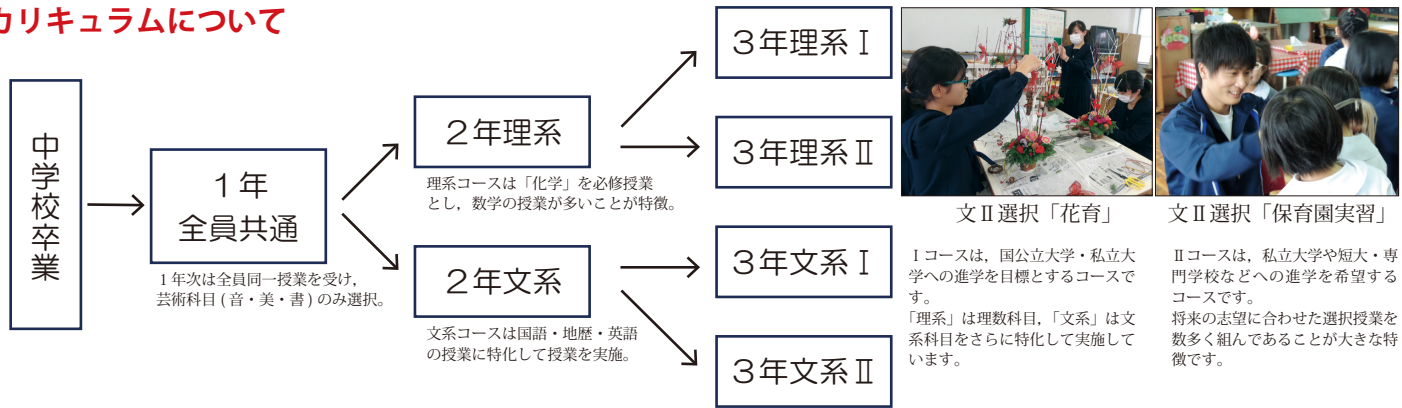 カリキュラムについて
中学校卒業
1年
全員共通
1年次は全員同一授業を受け，
芸術科目(音・美・書)のみ選択。
2年理系
理系コースは「化学」を必修授業
とし，数学の授業が多いことが特徴。
2年文系
文系コースは国語・地歴・英語
の授業に特化して授業を実施。
3年理系Ⅰ
3年理系Ⅱ
3年文系Ⅰ
3年文系Ⅱ
文Ⅱ選択「花育」
Ⅰコースは，国公立大学・私立大
学への進学を目標とするコースで
す。
「理系」は理数科目，「文系」は文
系科目をさらに特化して実施して
います。
文Ⅱ選択「保育園実習」
Ⅱコースは，私立大学や短大・専
門学校などへの進学を希望する
コースです。
将来の志望に合わせた選択授業を
数多く組んであることが大きな特
徴です。